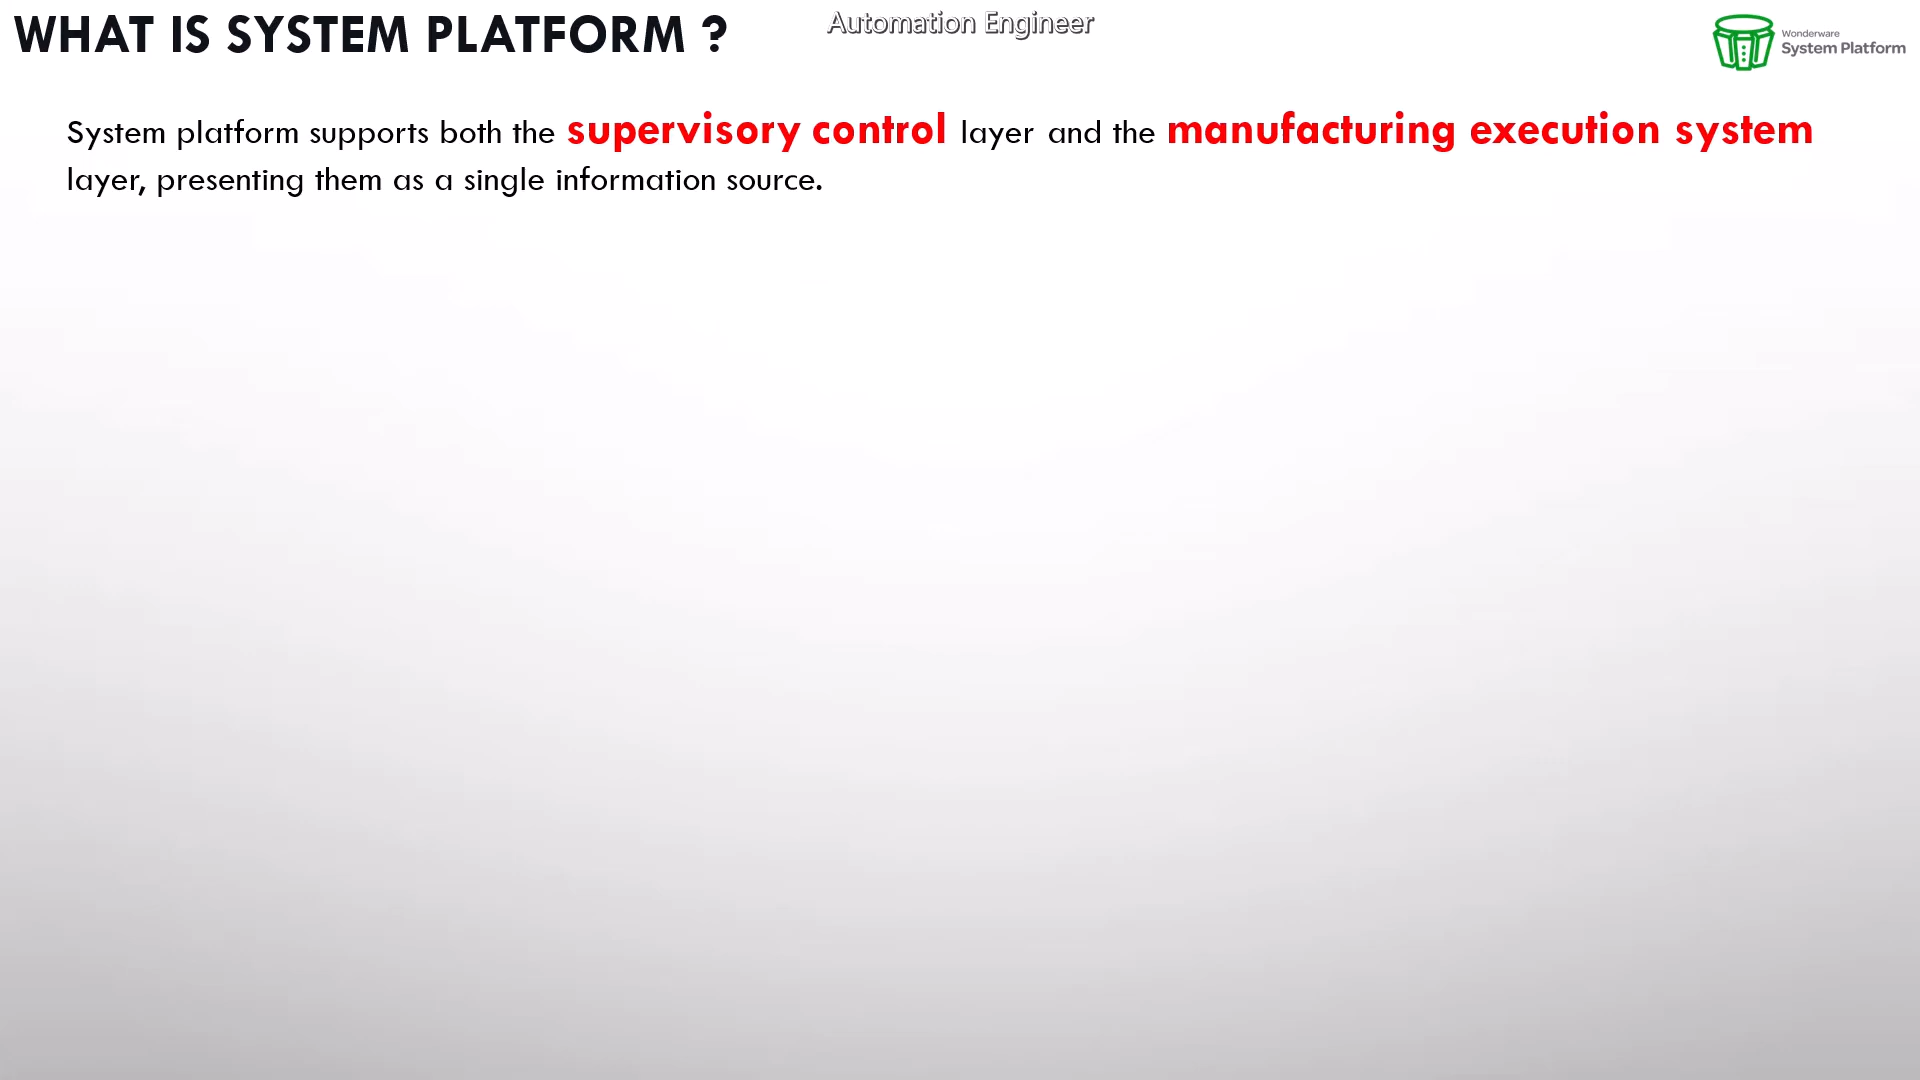 WHAT IS SYSTEM PLATFORM ?
Automation Engineer
Wonderware
System Platform
System platform supports both the supervisory control layer and the manufacturing execution system
layer, presenting them as a single information source.